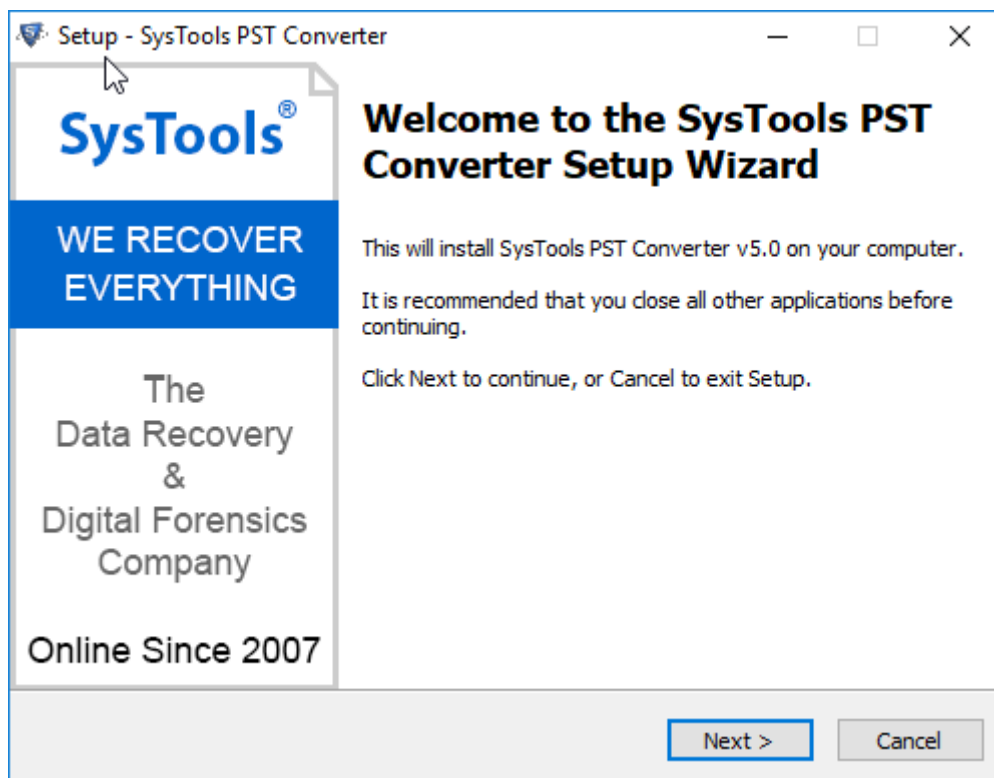 Setup - SysTools PST Converter
SysTools®
WE RECOVER
EVERYTHING
The
Data Recovery
&
Digital Forensics
Company
Online Since 2007
Welcome to the SysTools PST
Converter Setup Wizard
This will install SysTools PST Converter v5.0 on your computer.
It is recommended that you close all other applications before
continuing.
Click Next to continue, or Cancel to exit Setup.
Next >
Cancel